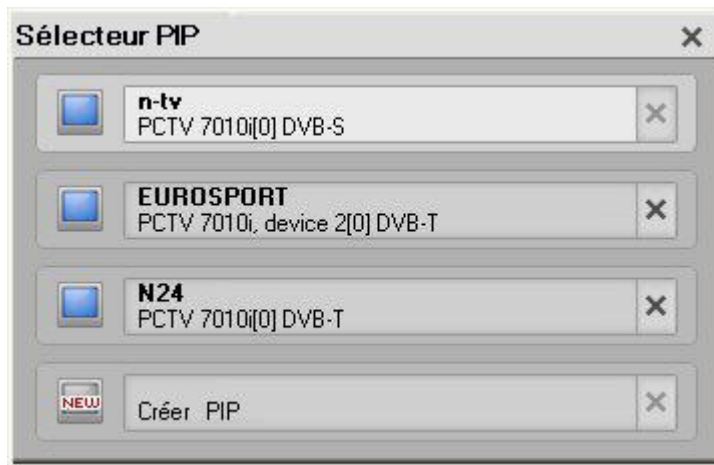 Sélecteur PIP
n-tv
PCTV 7010i[0] DVB-S
EUROSPORT
PCTV 7010i, device 2[0] DVB-T
N24
PCTV 7010i[0] DVB-T
NEW
Créer PIP